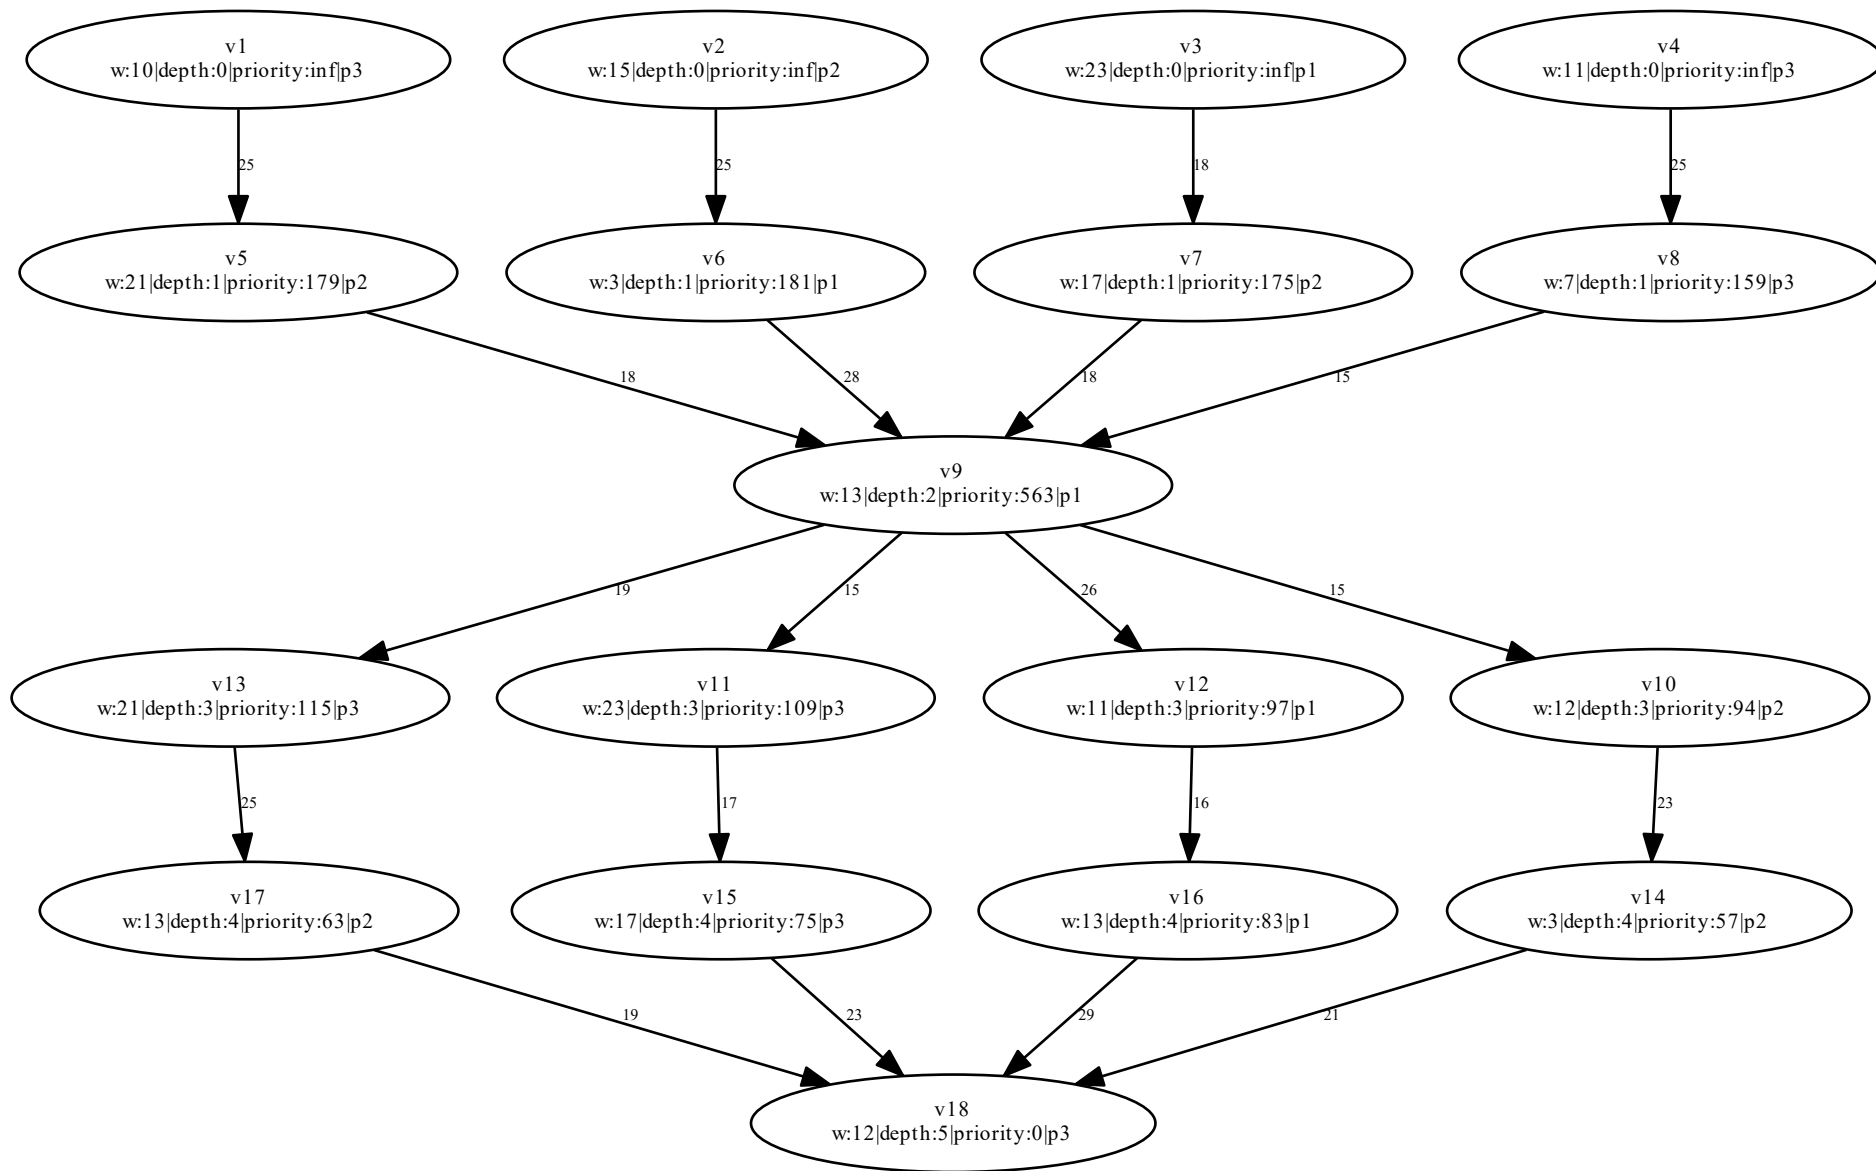 v1
w:10|depth:0|priority:inf|p3
v2
w:15|depth:0|priority:inf|p2
v3
w:23|depth:0|priority:inf|p1
v4
w:11|depth:0|priority:inf|p3
25
25
18
25
v5
w:21|depth:1|priority:179|p2
v6
w:3|depth:1|priority:181|p1
v7
w:17|depth:1|priority:175|p2
v8
w:7|depth:1|priority:159|p3
18
28
18
15
v9
w:13|depth:2|priority:563|p1
19
15
26
15
v13
w:21|depth:3|priority:115|p3
v11
w:23|depth:3|priority:109|p3
v12
w:11|depth:3|priority:97|p1
v10
w:12|depth:3|priority:94|p2
25
17
16
23
v17
w:13|depth:4|priority:63|p2
v15
w:17|depth:4|priority:75|p3
v16
w:13|depth:4|priority:83|p1
v14
w:3|depth:4|priority:57|p2
19
23
29
21
v18
w:12|depth:5|priority:0|p3